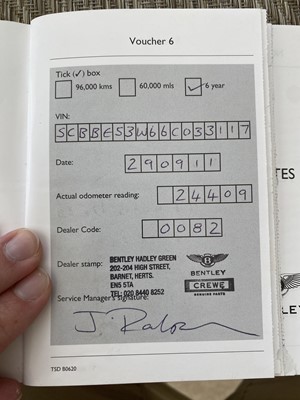 Voucher 6
Tick (✓) box
96,000 kms 60,000 mls ✓ 6 year
VIN:
SCBBE53W66C033117
Date: 290911
Actual odometer reading: 24409
Dealer Code: 0082
Dealer stamp: BENTLEY HADLEY GREEN
202-204 HIGH STREET,
BARNET, HERTS.
EN5 5TA
TEL: 020 8440 8252
BENTLEY
CREWE
GENUINE PARTS
Service Manager's signature:
TSD 80620
TES